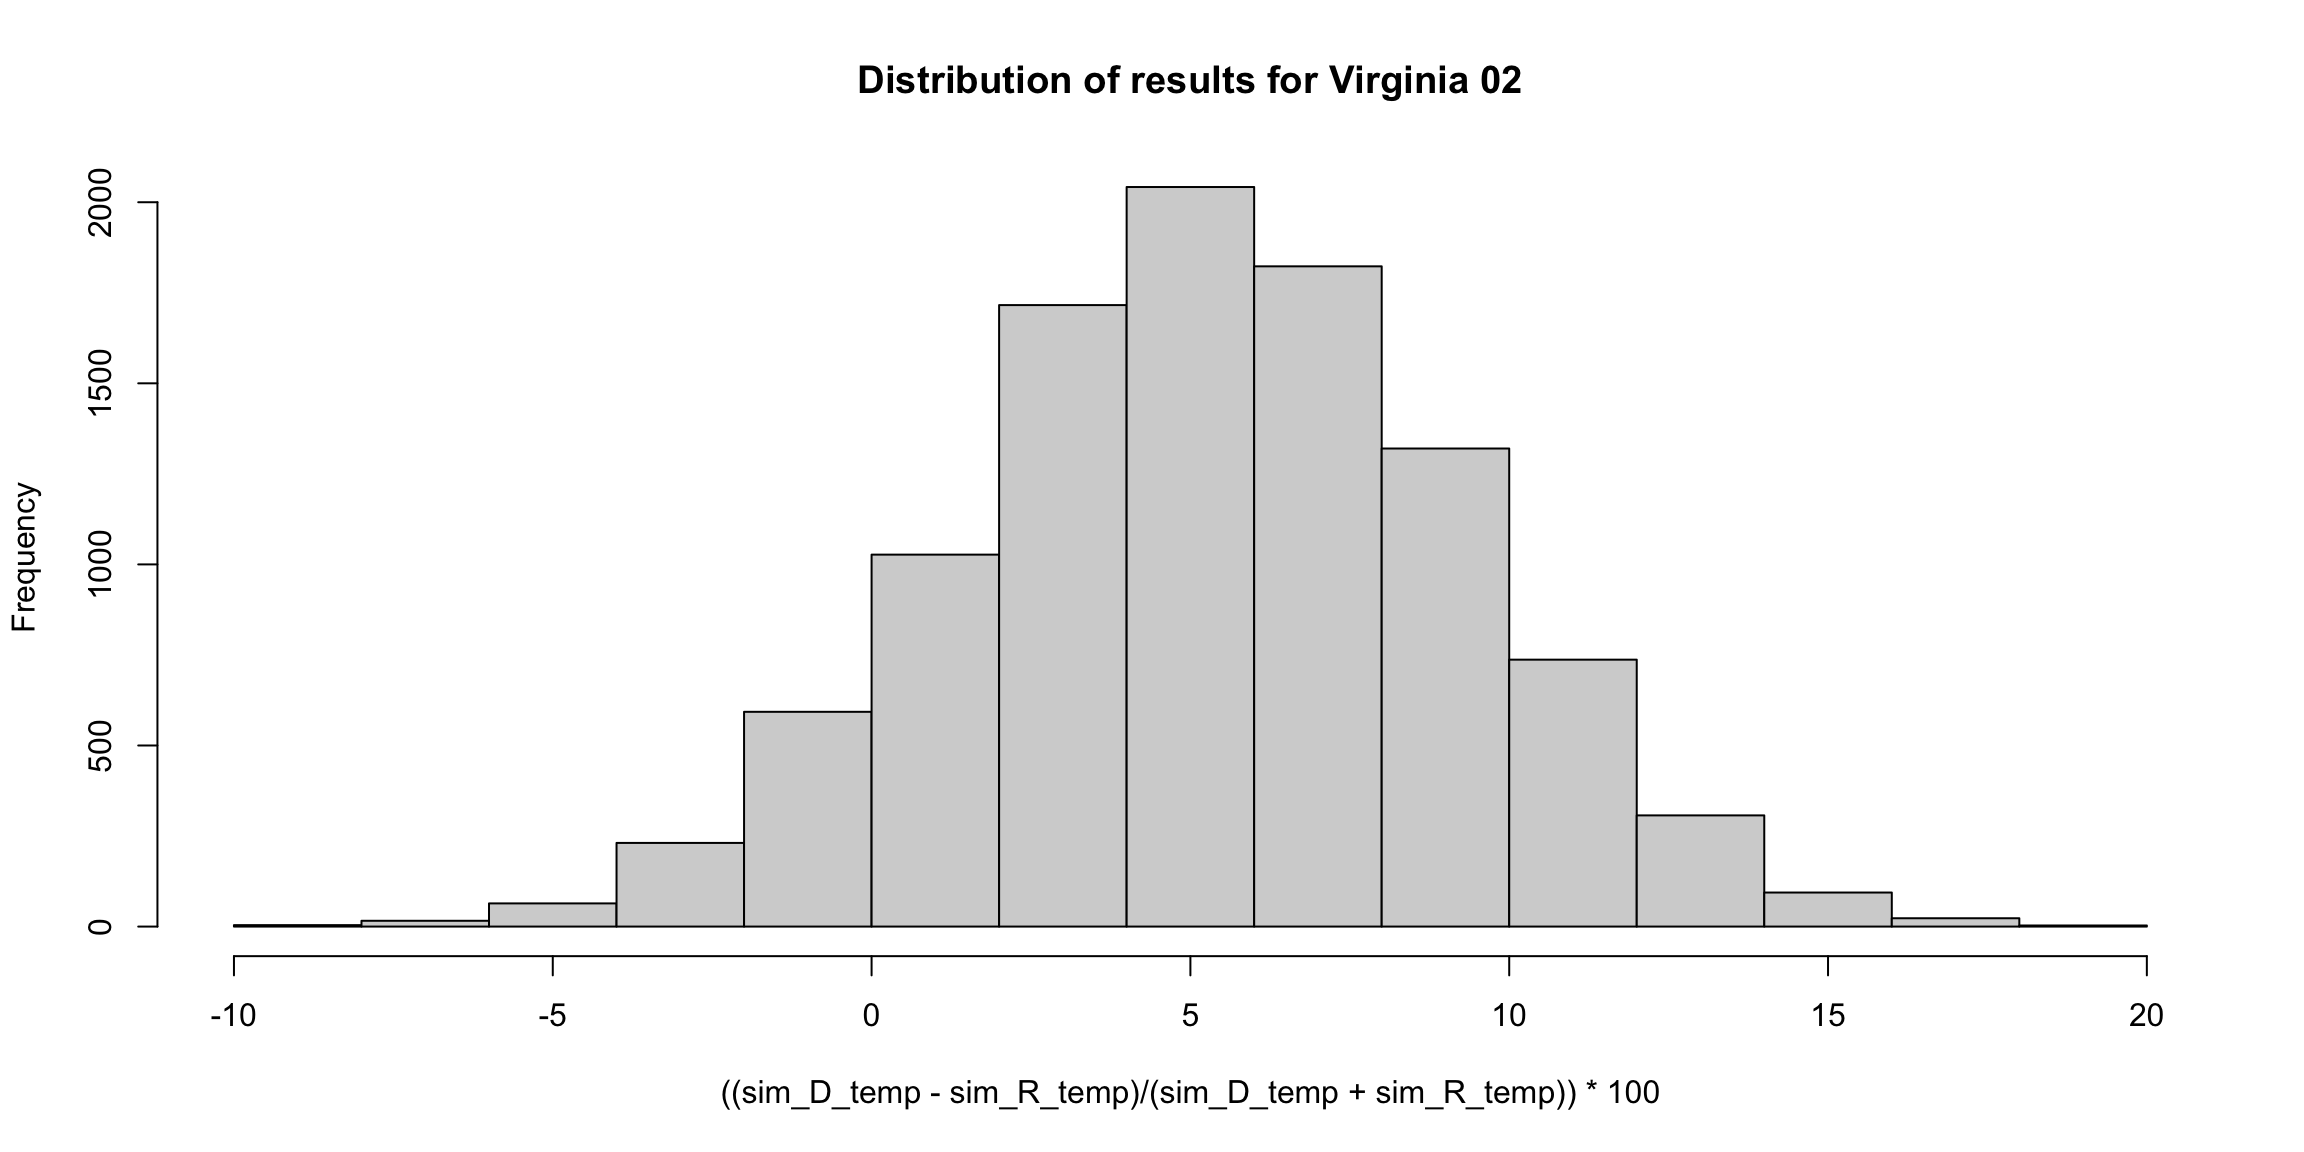 Distribution of results for Virginia 02
Frequency
2000
1500
1000
500
0
-10 -5 0 5 10 15 20
((sim_D_temp - sim_R_temp)/(sim_D_temp + sim_R_temp)) * 100